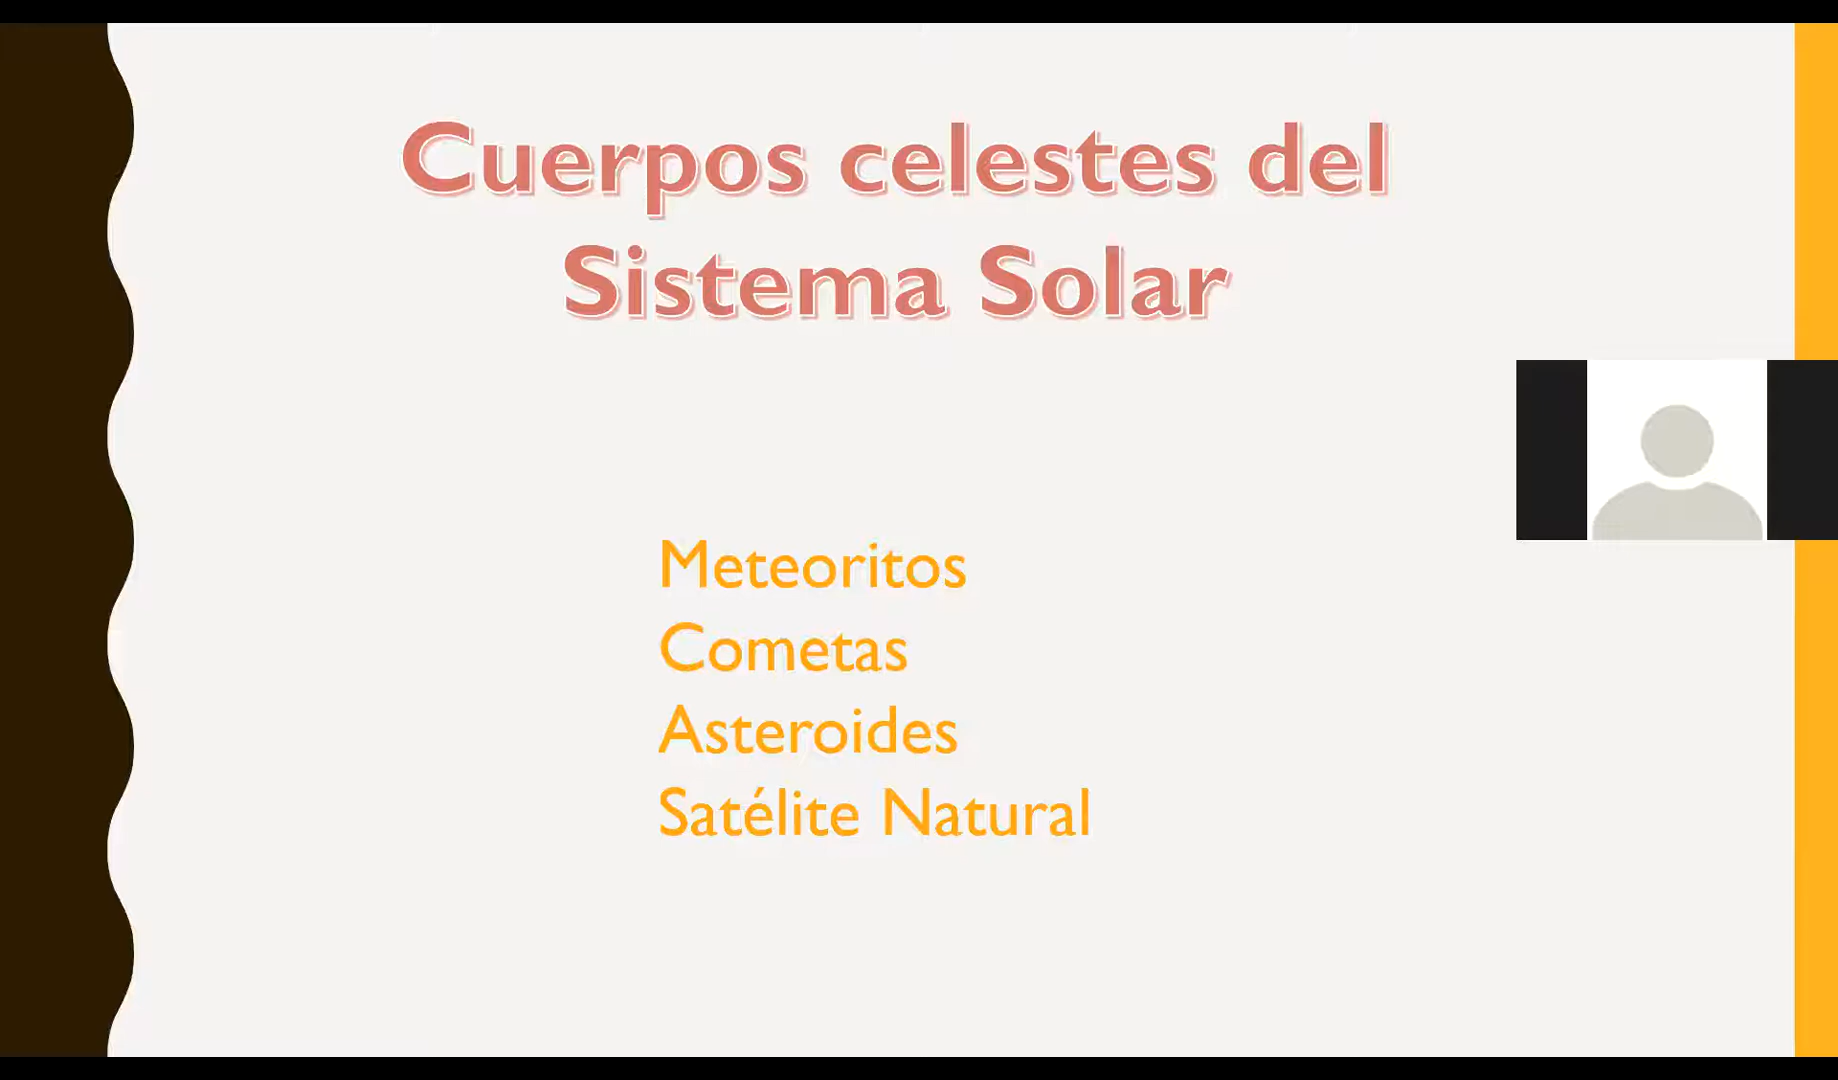 Cuerpos celestes del
Sistema Solar
Meteoritos
Cometas
Asteroides
Satélite Natural